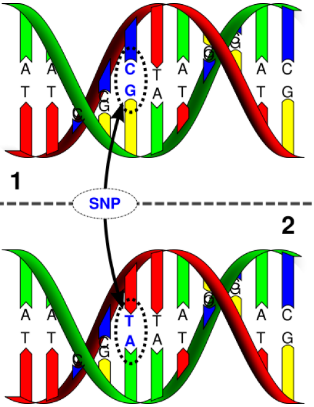 A A C G C T A G G A C
T T C G G A T C G T G
1
SNP
2
A A C T T A G G A C
T T G G A A T G T G